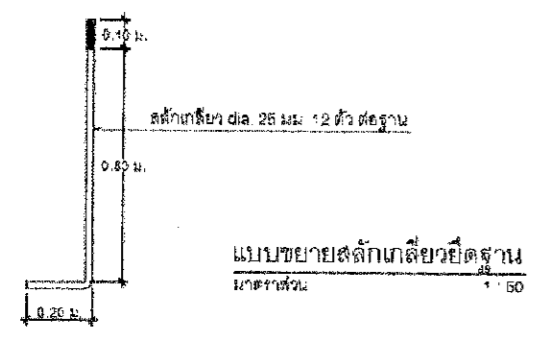 0.10 ม.
สลักเกลียว dia. 25 มม. 12 ตัว ต่อฐาน
0.80 ม.
แบบขยายสลักเกลียวยึดฐาน
มาตราส่วน 1 : 50
0.20 ม.